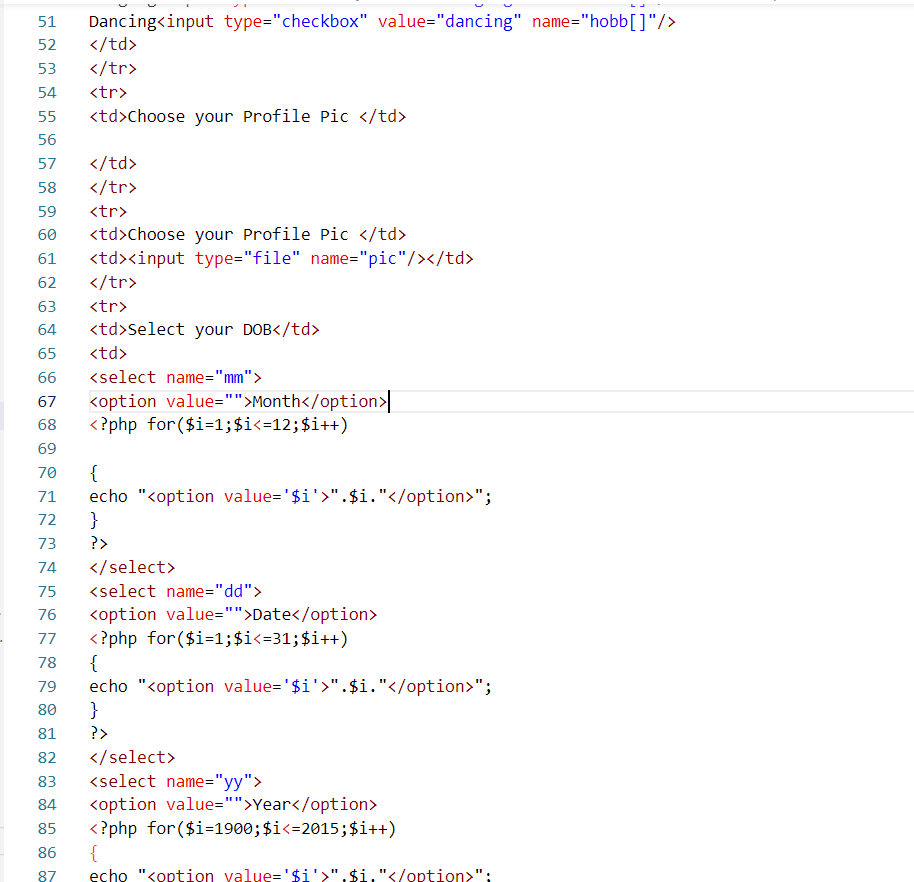 51 Dancing<input type="checkbox" value="dancing" name="hobb[]"/>
52 </td>
53 </tr>
54 <tr>
55 <td>Choose your Profile Pic </td>
56
57 </td>
58 </tr>
59 <tr>
60 <td>Choose your Profile Pic </td>
61 <td><input type="file" name="pic"/></td>
62 </tr>
63 <tr>
64 <td>Select your DOB</td>
65 <td>
66 <select name="mm">
67 <option value="">Month</option>
68 <?php for($i=1;$i<=12;$i++)
69
70 {
71 echo "<option value='$i'>".$i."</option>";
72 }
73 ?>
74 </select>
75 <select name="dd">
76 <option value="">Date</option>
77 <?php for($i=1;$i<=31;$i++)
78 {
79 echo "<option value='$i'>".$i."</option>";
80 }
81 ?>
82 </select>
83 <select name="yy">
84 <option value="">Year</option>
85 <?php for($i=1900;$i<=2015;$i++)
86 {
87 echo "<option value='$i'>".$i."</option>";